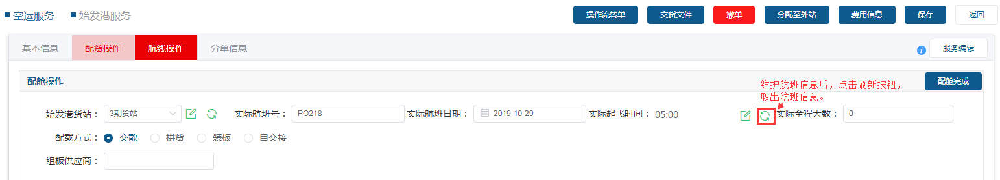 空运服务 始发港服务 操作流转单 交货文件 撤单 分配至外站 费用信息 保存 返回
基本信息 配货操作 航线操作 分单信息 i 服务编辑
配舱操作 配舱完成
维护航班信息后，点击刷新按钮，
取出航班信息。
始发港货站： 3期货站 实际航班号： PO218 实际航班日期： 2019-10-29 实际起飞时间： 05:00 实际全程天数： 0
配载方式： 交散 拼货 装板 自交接
组板供应商：